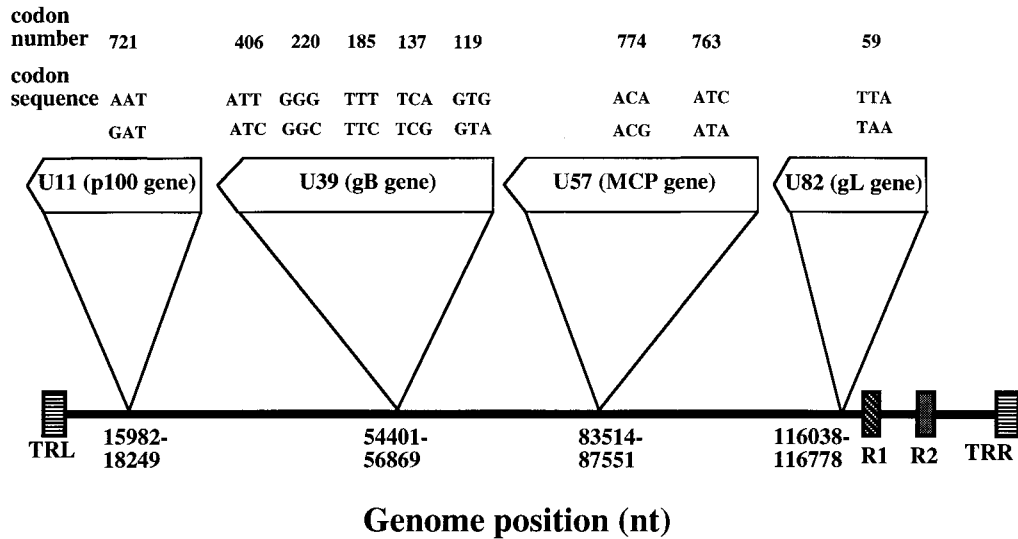 codon
number 721 406 220 185 137 119 774 763 59
codon
sequence AAT ATT GGG TTT TCA GTG ACA ATC TTA
GAT ATC GGC TTC TCG GTA ACG ATA TAA
U11 (p100 gene) U39 (gB gene) U57 (MCP gene) U82 (gL gene)
TRL 15982- 54401- 83514- 116038- R1 R2 TRR
18249 56869 87551 116778
Genome position (nt)